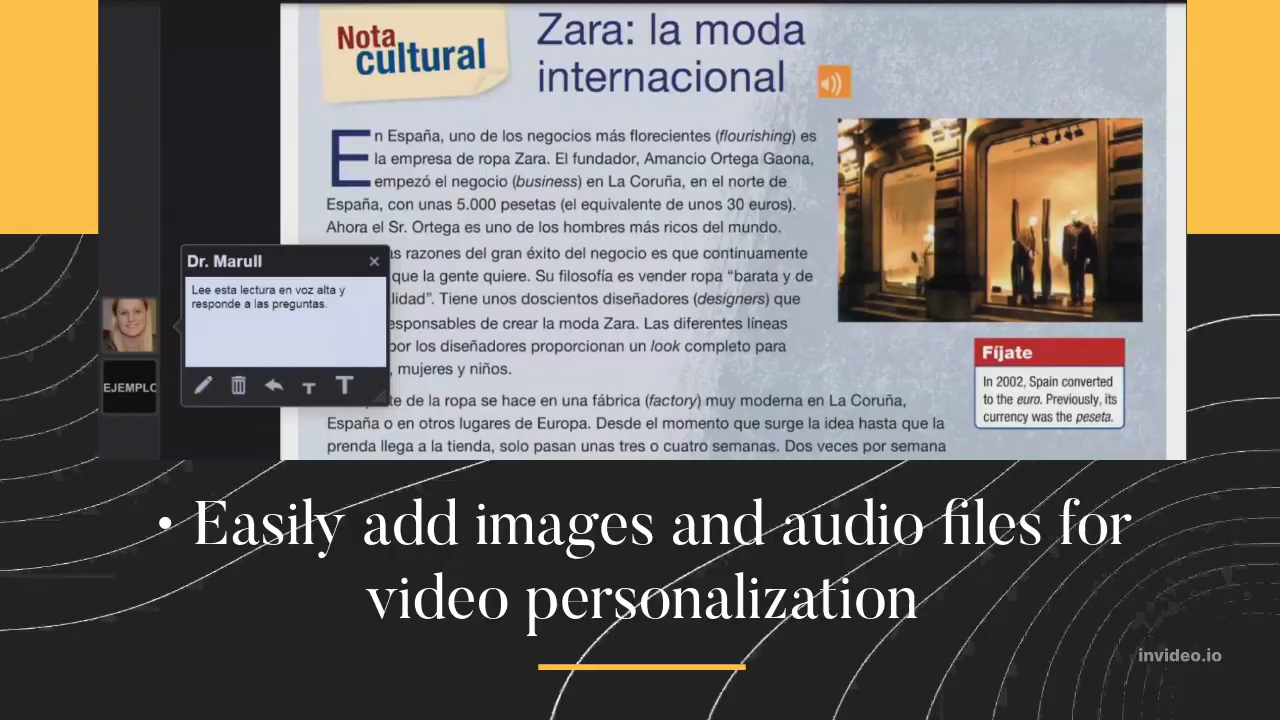 Nota
cultural
Zara: la moda
internacional
En España, uno de los negocios más florecientes (flourishing) es
la empresa de ropa Zara. El fundador, Amancio Ortega Gaona,
empezó el negocio (business) en La Coruña, en el norte de
España, con unas 5.000 pesetas (el equivalente de unos 30 euros).
Ahora el Sr. Ortega es uno de los hombres más ricos del mundo.
razones del gran éxito del negocio es que continuamente
que la gente quiere. Su filosofía es vender ropa “barata y de
lidad”. Tiene unos doscientos diseñadores (designers) que
esponsables de crear la moda Zara. Las diferentes líneas
por los diseñadores proporcionan un look completo para
, mujeres y niños.
te de la ropa se hace en una fábrica (factory) muy moderna en La Coruña,
España o en otros lugares de Europa. Desde el momento que surge la idea hasta que la
prenda llega a la tienda, solo pasan unas tres o cuatro semanas. Dos veces por semana
Fíjate
In 2002, Spain converted
to the euro. Previously, its
currency was the peseta.
Dr. Marull ×
Lee esta lectura en voz alta y
responde a las preguntas.
T T
EJEMPLO
• Easily add images and audio files for
video personalization
invideo.io